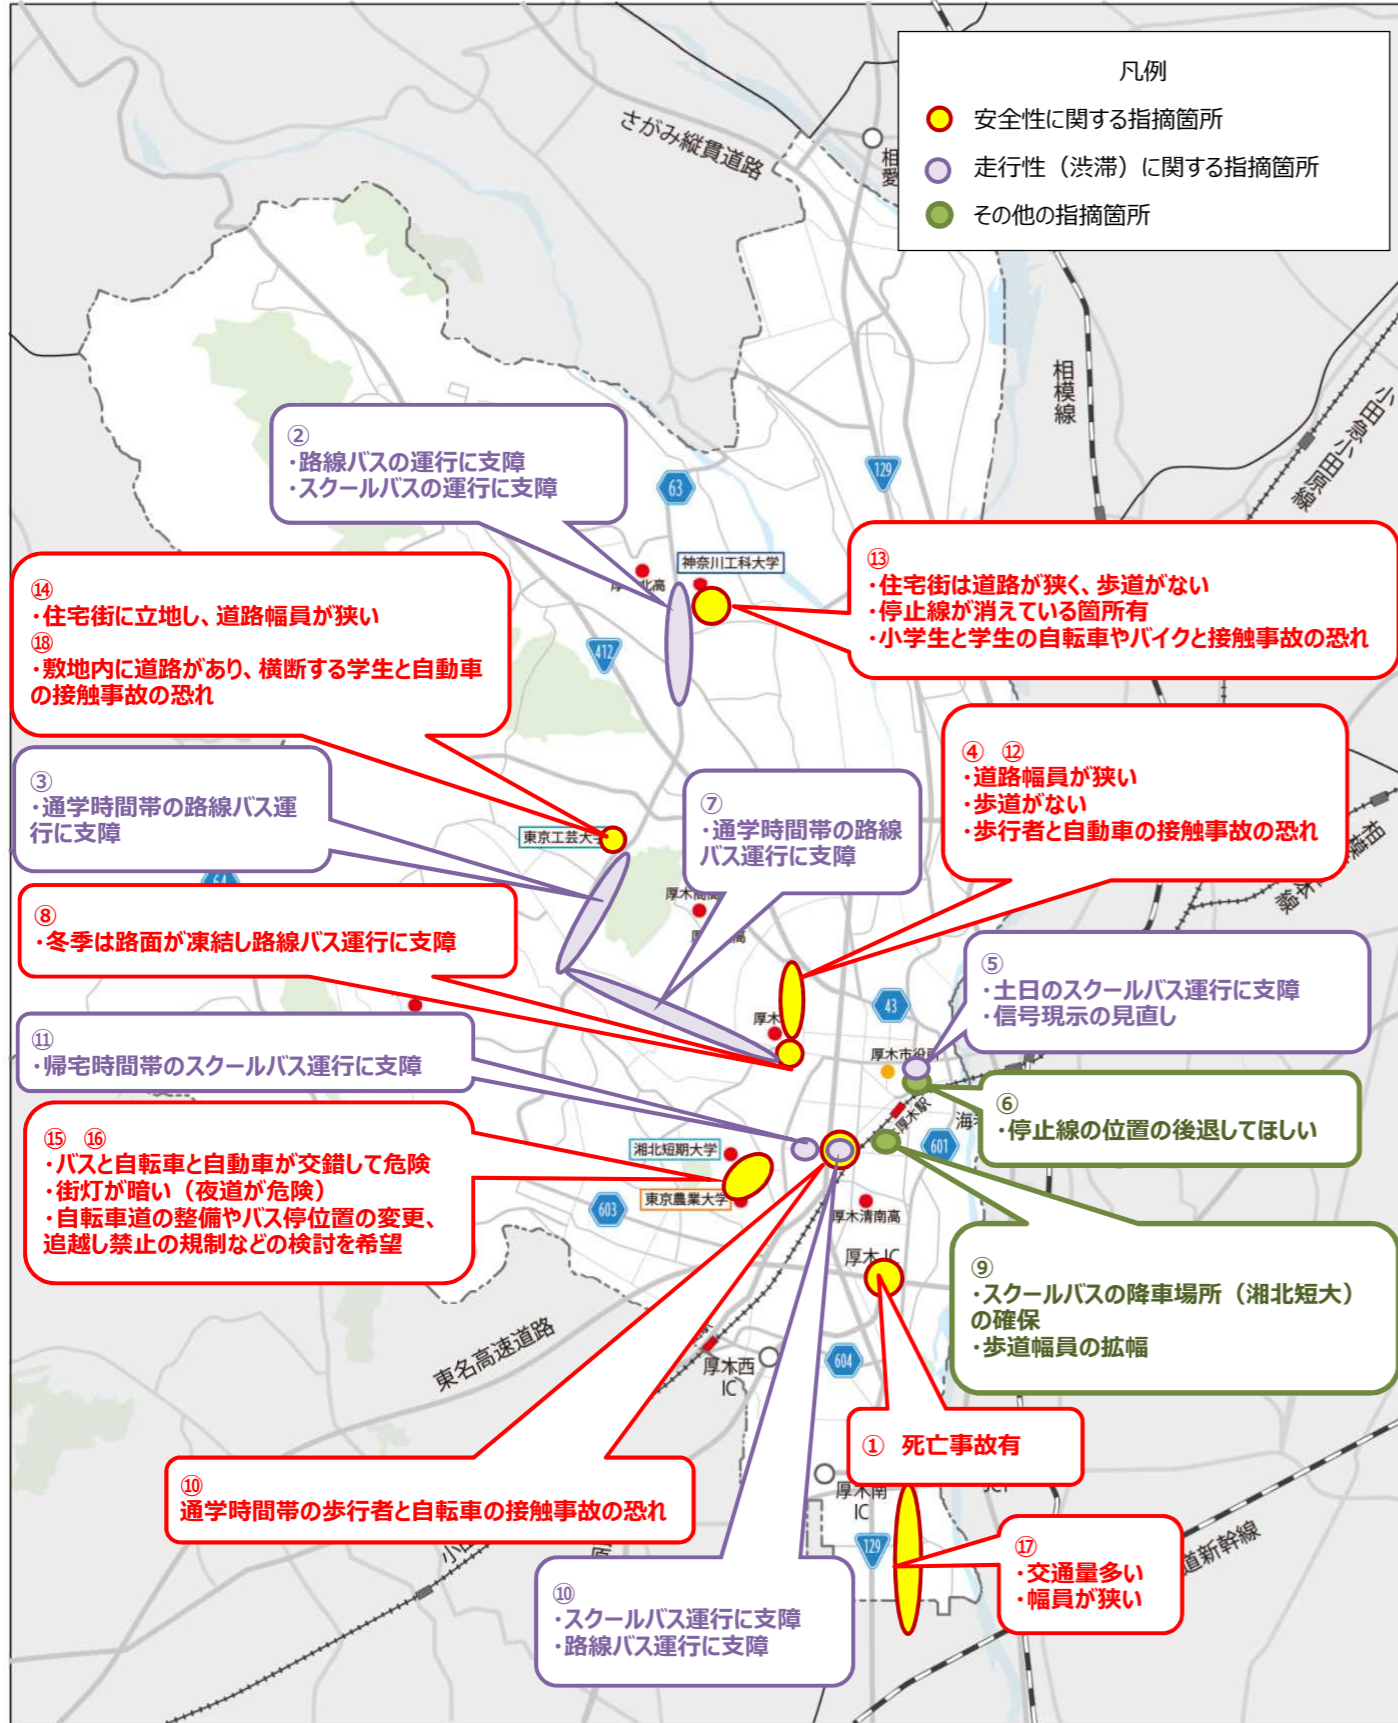 凡例
安全性に関する指摘箇所
走行性（渋滞）に関する指摘箇所
その他の指摘箇所
さがみ縦貫道路
相模線
小田急小田原線
②
・路線バスの運行に支障
・スクールバスの運行に支障
63
129
神奈川工科大学
⑬
・住宅街は道路が狭く、歩道がない
・停止線が消えている箇所有
・小学生と学生の自転車やバイクと接触事故の恐れ
⑭
・住宅街に立地し、道路幅員が狭い
⑱
・敷地内に道路があり、横断する学生と自動車
の接触事故の恐れ
412
④ ⑫
・道路幅員が狭い
・歩道がない
・歩行者と自動車の接触事故の恐れ
③
・通学時間帯の路線バス運
行に支障
⑦
・通学時間帯の路線
バス運行に支障
東京工芸大学
⑧
・冬季は路面が凍結し路線バス運行に支障
⑤
・土日のスクールバス運行に支障
・信号現示の見直し
43
⑪
・帰宅時間帯のスクールバス運行に支障
厚木市役所
⑥
・停止線の位置の後退してほしい
601
⑮ ⑯
・バスと自転車と自動車が交錯して危険
・街灯が暗い（夜道が危険）
・自転車道の整備やバス停位置の変更、
追越し禁止の規制などの検討を希望
湘北短期大学
東京農業大学
603
厚木清南高
厚木IC
⑨
・スクールバスの降車場所（湘北短大）
の確保
・歩道幅員の拡幅
東名高速道路
厚木西
IC
604
① 死亡事故有
⑩
通学時間帯の歩行者と自転車の接触事故の恐れ
厚木南
IC
129
⑰
・交通量多い
・幅員が狭い
道新幹線
⑩
・スクールバス運行に支障
・路線バス運行に支障